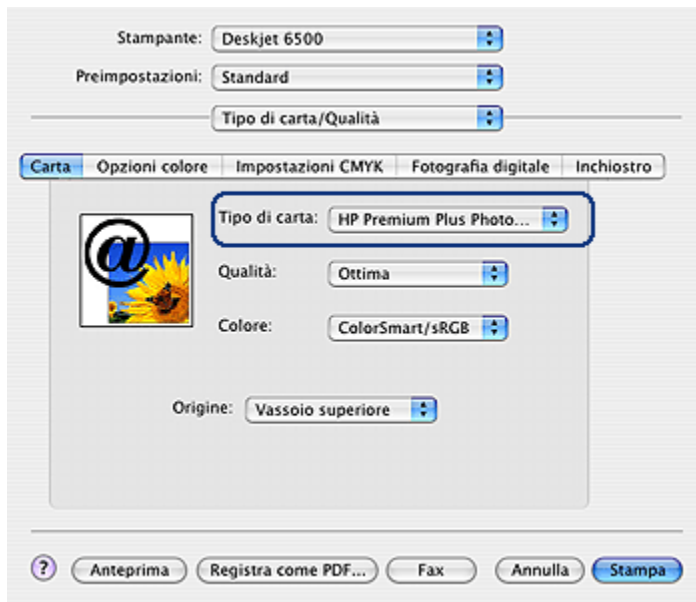 Stampante: Deskjet 6500
Preimpostazioni: Standard
Tipo di carta/Qualità
Carta Opzioni colore Impostazioni CMYK Fotografia digitale Inchiostro
Tipo di carta: HP Premium Plus Photo...
@
Qualità: Ottima
Colore: ColorSmart/sRGB
Origine: Vassoio superiore
? Anteprima Registra come PDF... Fax Annulla Stampa